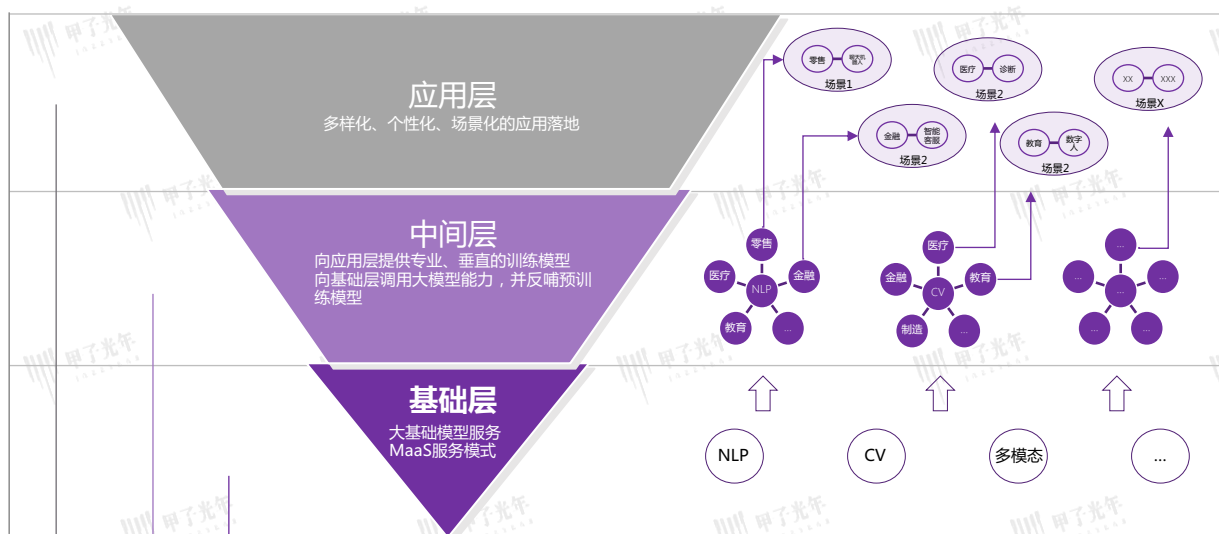 应用层
多样化、个性化、场景化的应用落地
中间层
向应用层提供专业、垂直的训练模型
向基础层调用大模型能力，并反哺预训
练模型
基础层
大基础模型服务
MaaS服务模式
零售
聊天机
器人
场景1
医疗
诊断
场景2
XX
XXX
场景X
金融
智能
客服
场景2
教育
数字
人
场景2
零售
医疗
金融
NLP
教育
...
医疗
金融
教育
CV
制造
...
...
...
...
...
...
...
NLP
CV
多模态
...
甲子光年